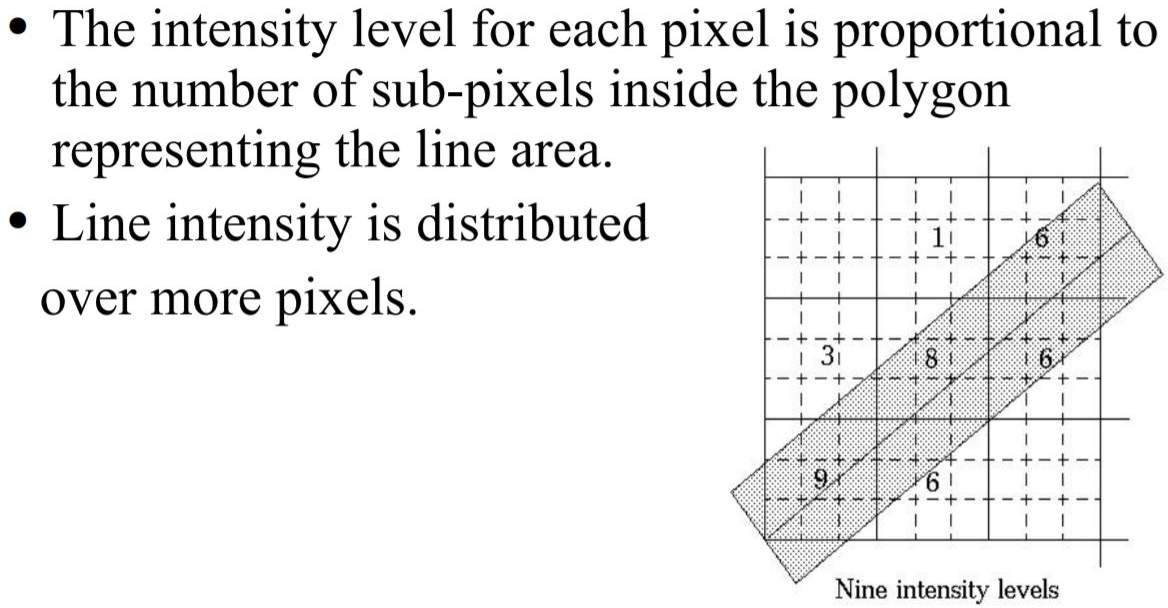 • The intensity level for each pixel is proportional to
the number of sub-pixels inside the polygon
representing the line area.
• Line intensity is distributed
over more pixels.
1 6
3 8 6
9 6
Nine intensity levels